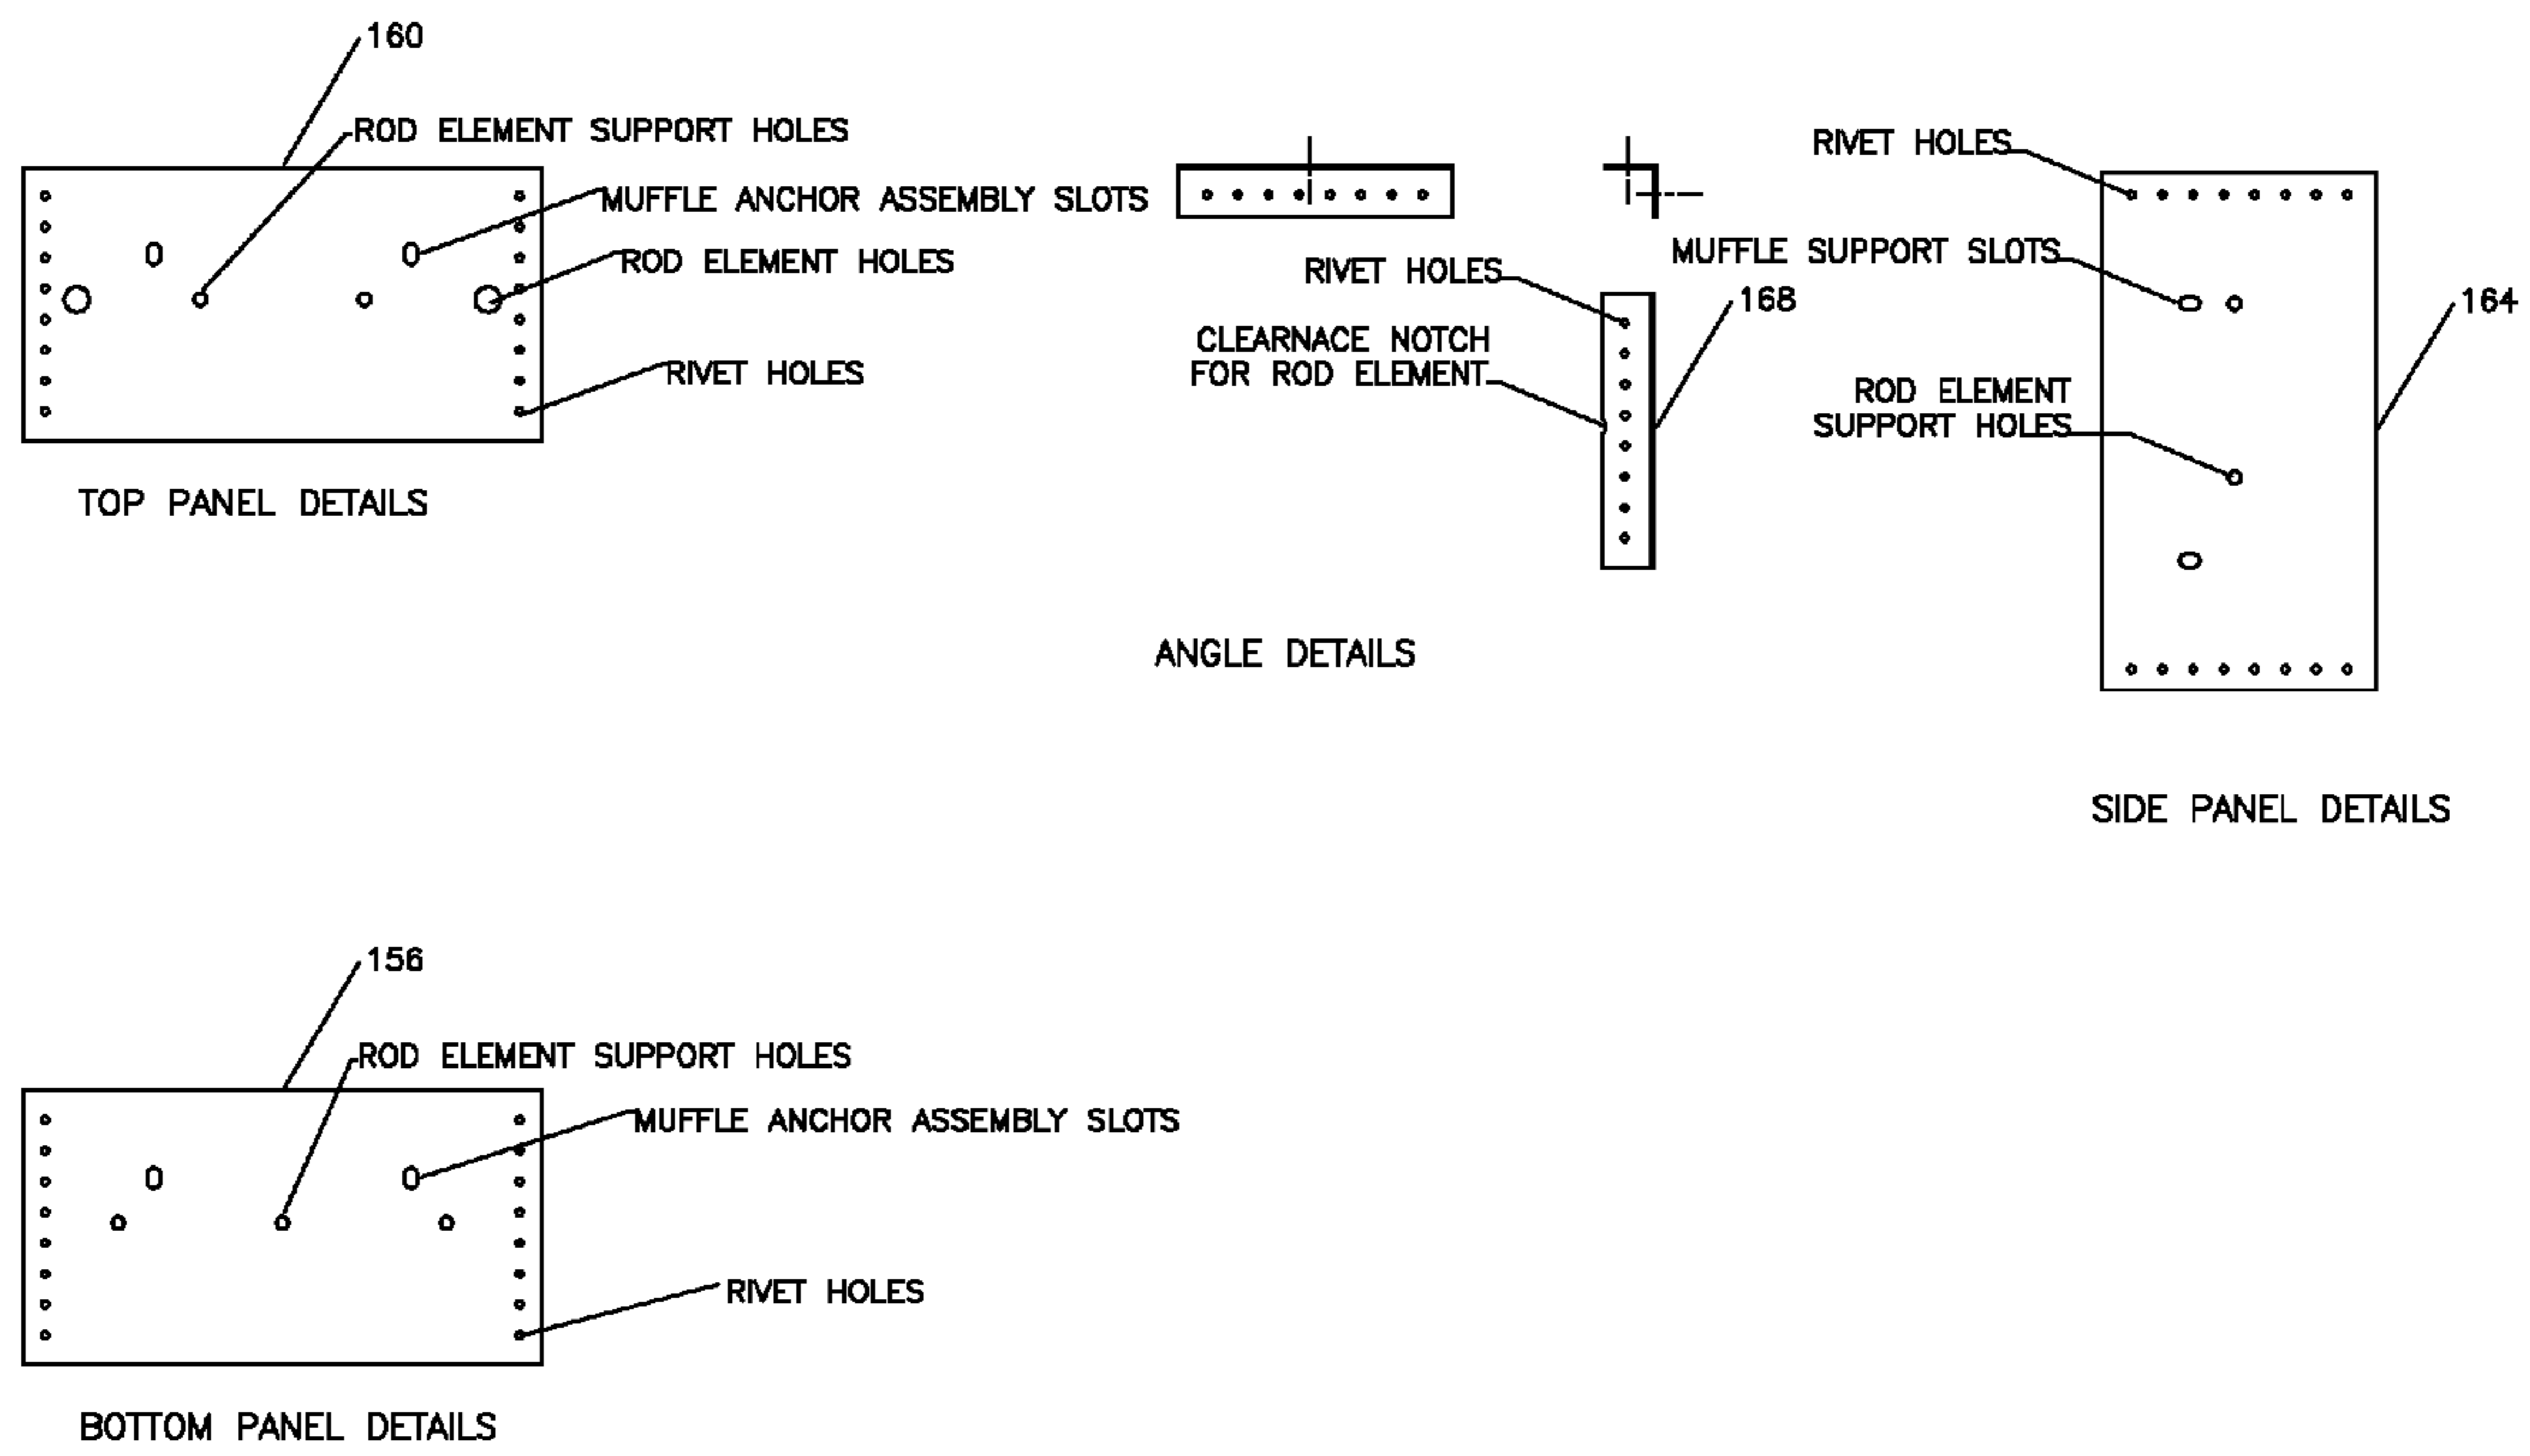 160
ROD ELEMENT SUPPORT HOLES
MUFFLE ANCHOR ASSEMBLY SLOTS
ROD ELEMENT HOLES
RIVET HOLES
TOP PANEL DETAILS
RIVET HOLES
168
CLEARNACE NOTCH
FOR ROD ELEMENT
ANGLE DETAILS
RIVET HOLES
MUFFLE SUPPORT SLOTS
164
ROD ELEMENT
SUPPORT HOLES
SIDE PANEL DETAILS
156
ROD ELEMENT SUPPORT HOLES
MUFFLE ANCHOR ASSEMBLY SLOTS
RIVET HOLES
BOTTOM PANEL DETAILS